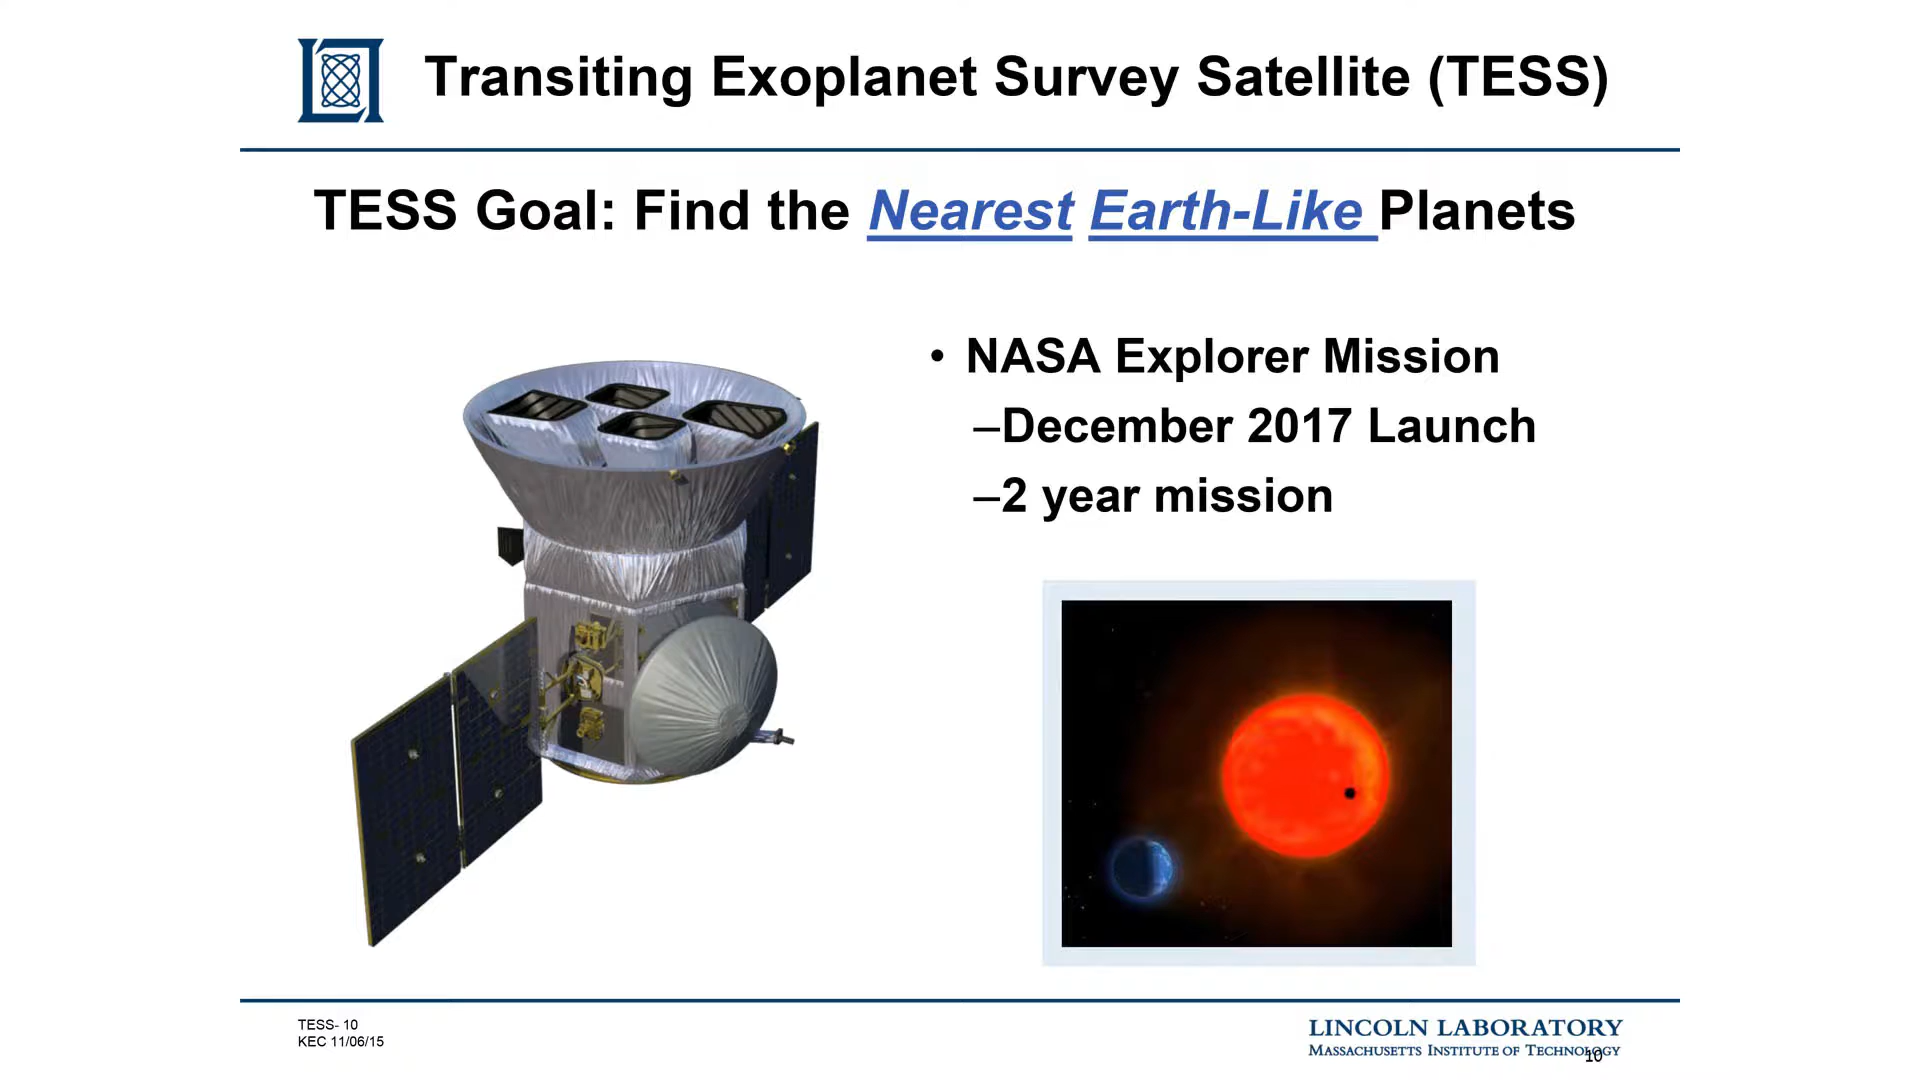 Transiting Exoplanet Survey Satellite (TESS)
TESS Goal: Find the Nearest Earth-Like Planets
• NASA Explorer Mission
–December 2017 Launch
–2 year mission
TESS- 10
KEC 11/06/15
LINCOLN LABORATORY
MASSACHUSETTS INSTITUTE OF TECHNOLOGY
10